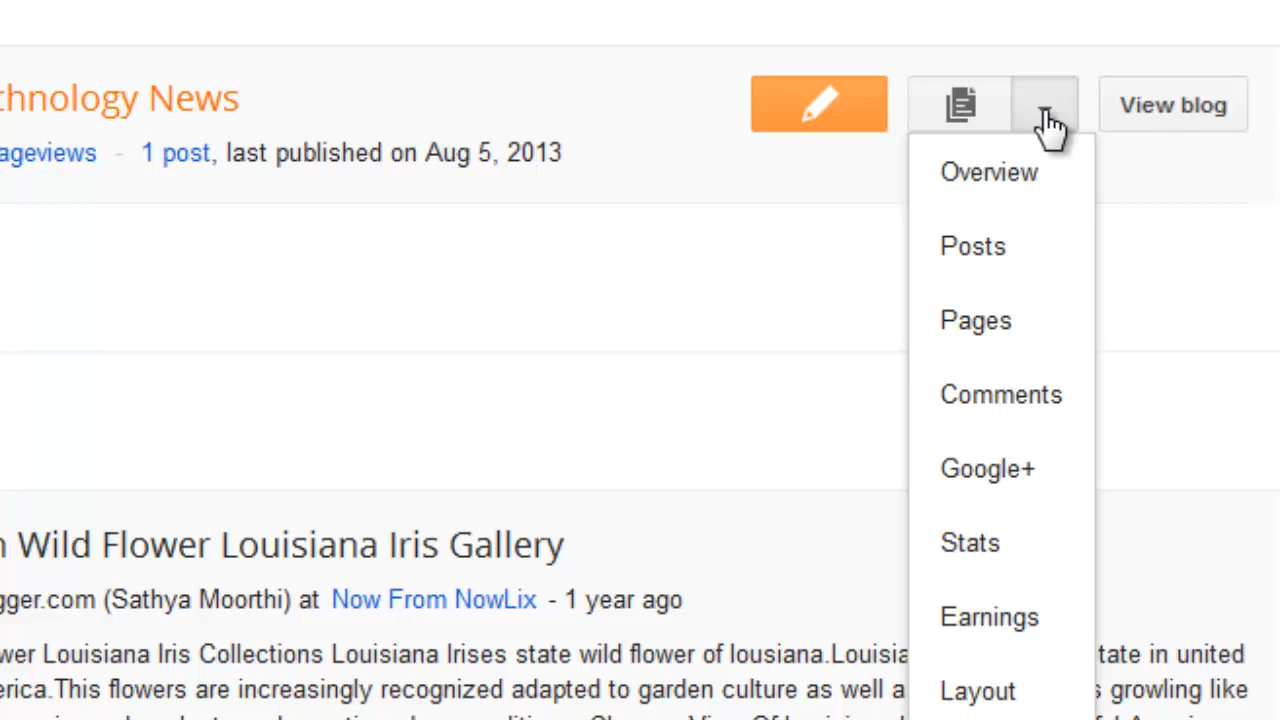 chnology News
View blog
ageviews - 1 post, last published on Aug 5, 2013
Overview
Posts
Pages
Comments
Google+
Stats
Earnings
Layout
Wild Flower Louisiana Iris Gallery
gger.com (Sathya Moorthi) at Now From NowLix - 1 year ago
wer Louisiana Iris Collections Louisiana Irises state wild flower of lousiana.Louisia tate in united
erica.This flowers are increasingly recognized adapted to garden culture as well a s growling like